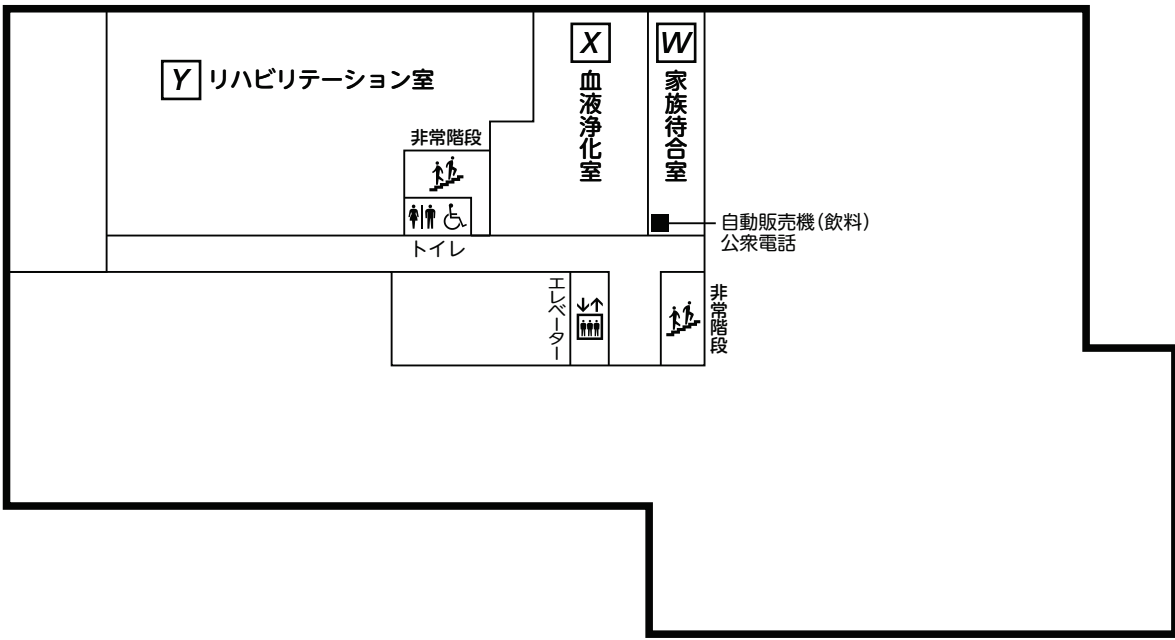 X
W
Y リハビリテーション室
血液浄化室
家族待合室
非常階段
自動販売機(飲料)
公衆電話
トイレ
エレベーター
非常階段